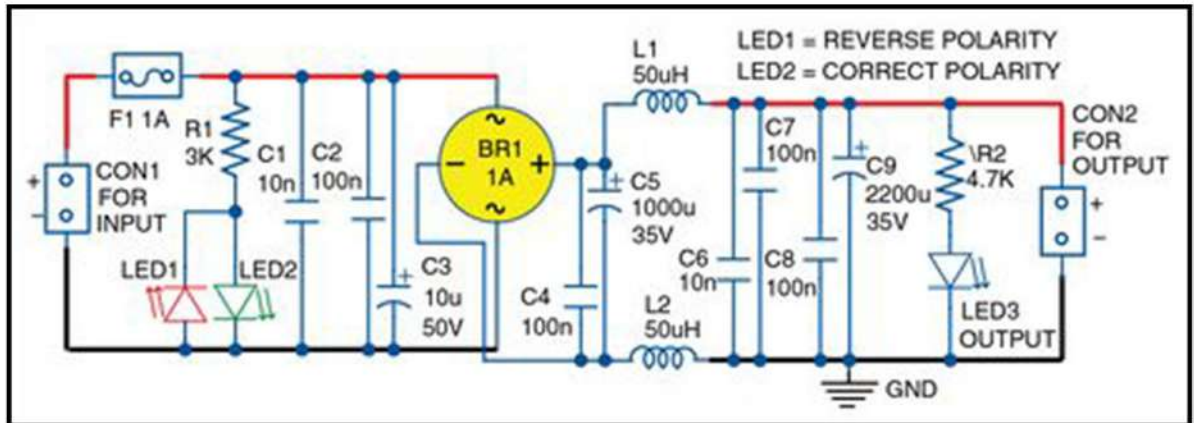 LED1 = REVERSE POLARITY
LED2 = CORRECT POLARITY
F1 1A
R1
3K
C1
10n
C2
100n
+
-
CON1
FOR
INPUT
LED1
LED2
+
C3
10u
50V
~
BR1
1A
-
+
~
L1
50uH
+
C5
1000u
35V
C4
100n
L2
50uH
C7
100n
C6
10n
C8
100n
+
C9
2200u
35V
\R2
4.7K
LED3
OUTPUT
CON2
FOR
OUTPUT
+
-
GND